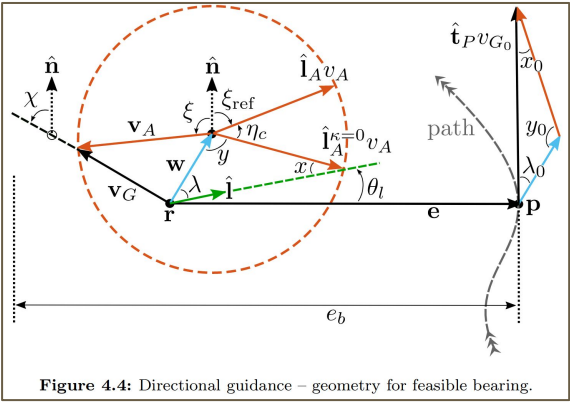 t̂_P v_{G_0}
n̂
n̂
l̂_A v_A
x_0
χ
ξ
ξ_ref
η_c
v_A
y
l̂_A^{κ=0} v_A
path
y_0
w
x
λ_0
λ
l̂
θ_l
v_G
r
e
p
e_b
Figure 4.4: Directional guidance – geometry for feasible bearing.